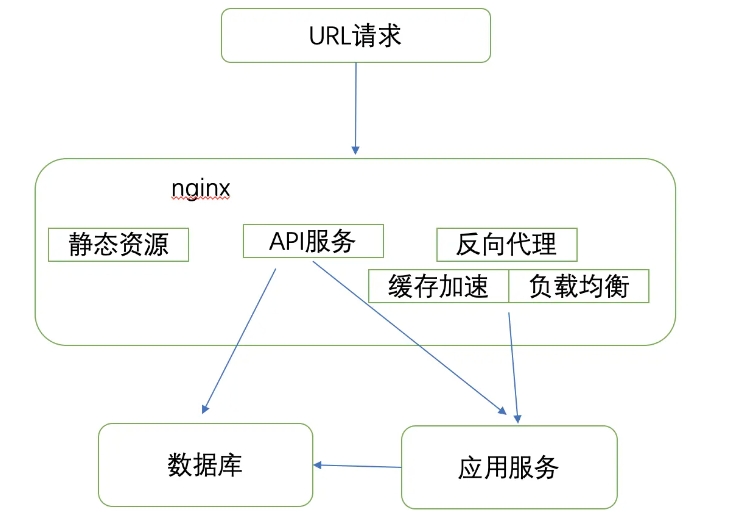 URL请求
nginx
静态资源
API服务
反向代理
缓存加速
负载均衡
数据库
应用服务